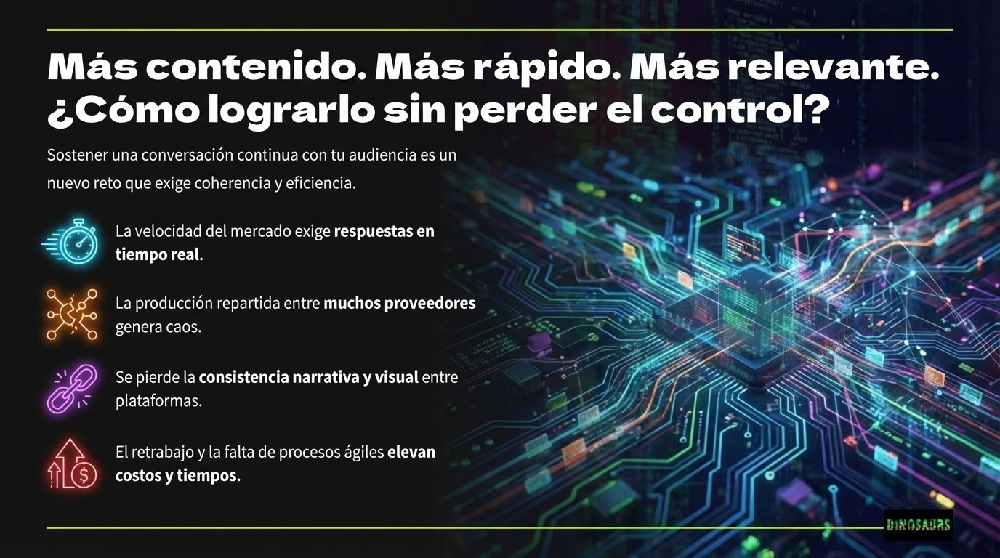 Más contenido. Más rápido. Más relevante.
¿Cómo lograrlo sin perder el control?
Sostener una conversación continua con tu audiencia es un
nuevo reto que exige coherencia y eficiencia.
La velocidad del mercado exige respuestas en
tiempo real.
La producción repartida entre muchos proveedores
genera caos.
Se pierde la consistencia narrativa y visual entre
plataformas.
El retrabajo y la falta de procesos ágiles elevan
costos y tiempos.
$
DINOSAURS